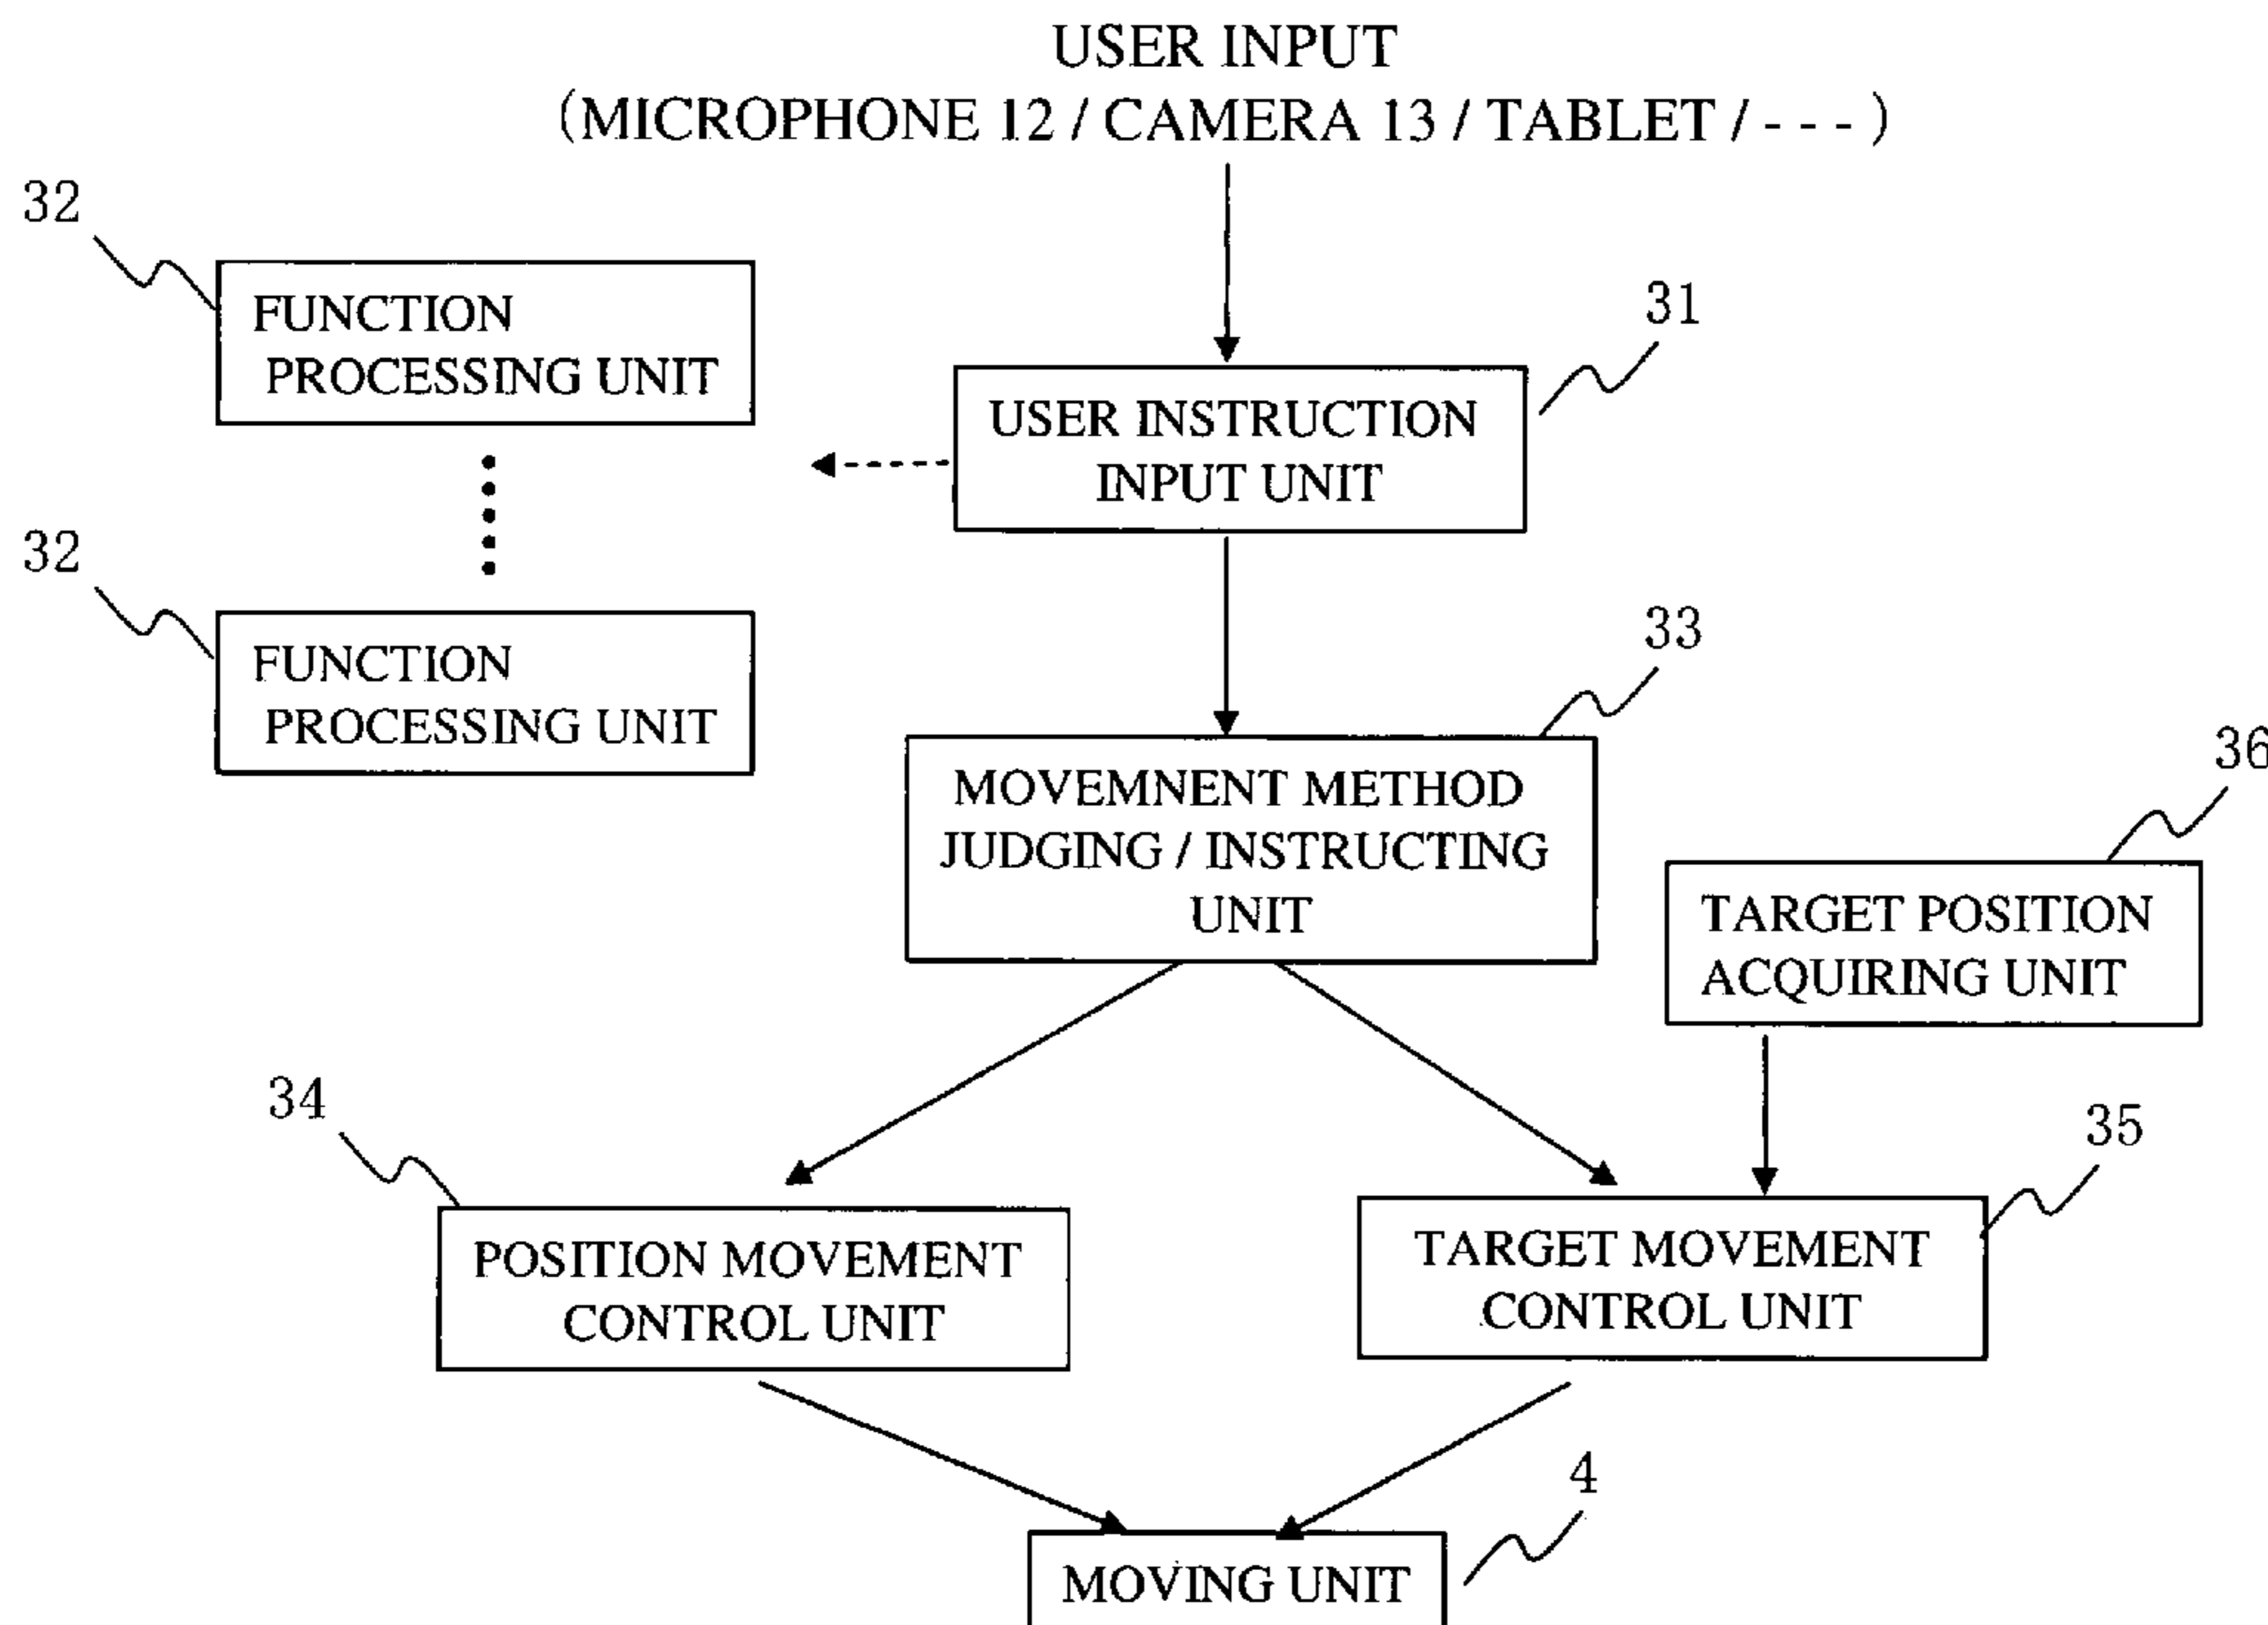 USER INPUT
(MICROPHONE 12 / CAMERA 13 / TABLET / - - - )
32
FUNCTION
PROCESSING UNIT
31
USER INSTRUCTION
INPUT UNIT
32
FUNCTION
PROCESSING UNIT
33
MOVEMNENT METHOD
JUDGING / INSTRUCTING
UNIT
36
TARGET POSITION
ACQUIRING UNIT
34
POSITION MOVEMENT
CONTROL UNIT
35
TARGET MOVEMENT
CONTROL UNIT
4
MOVING UNIT